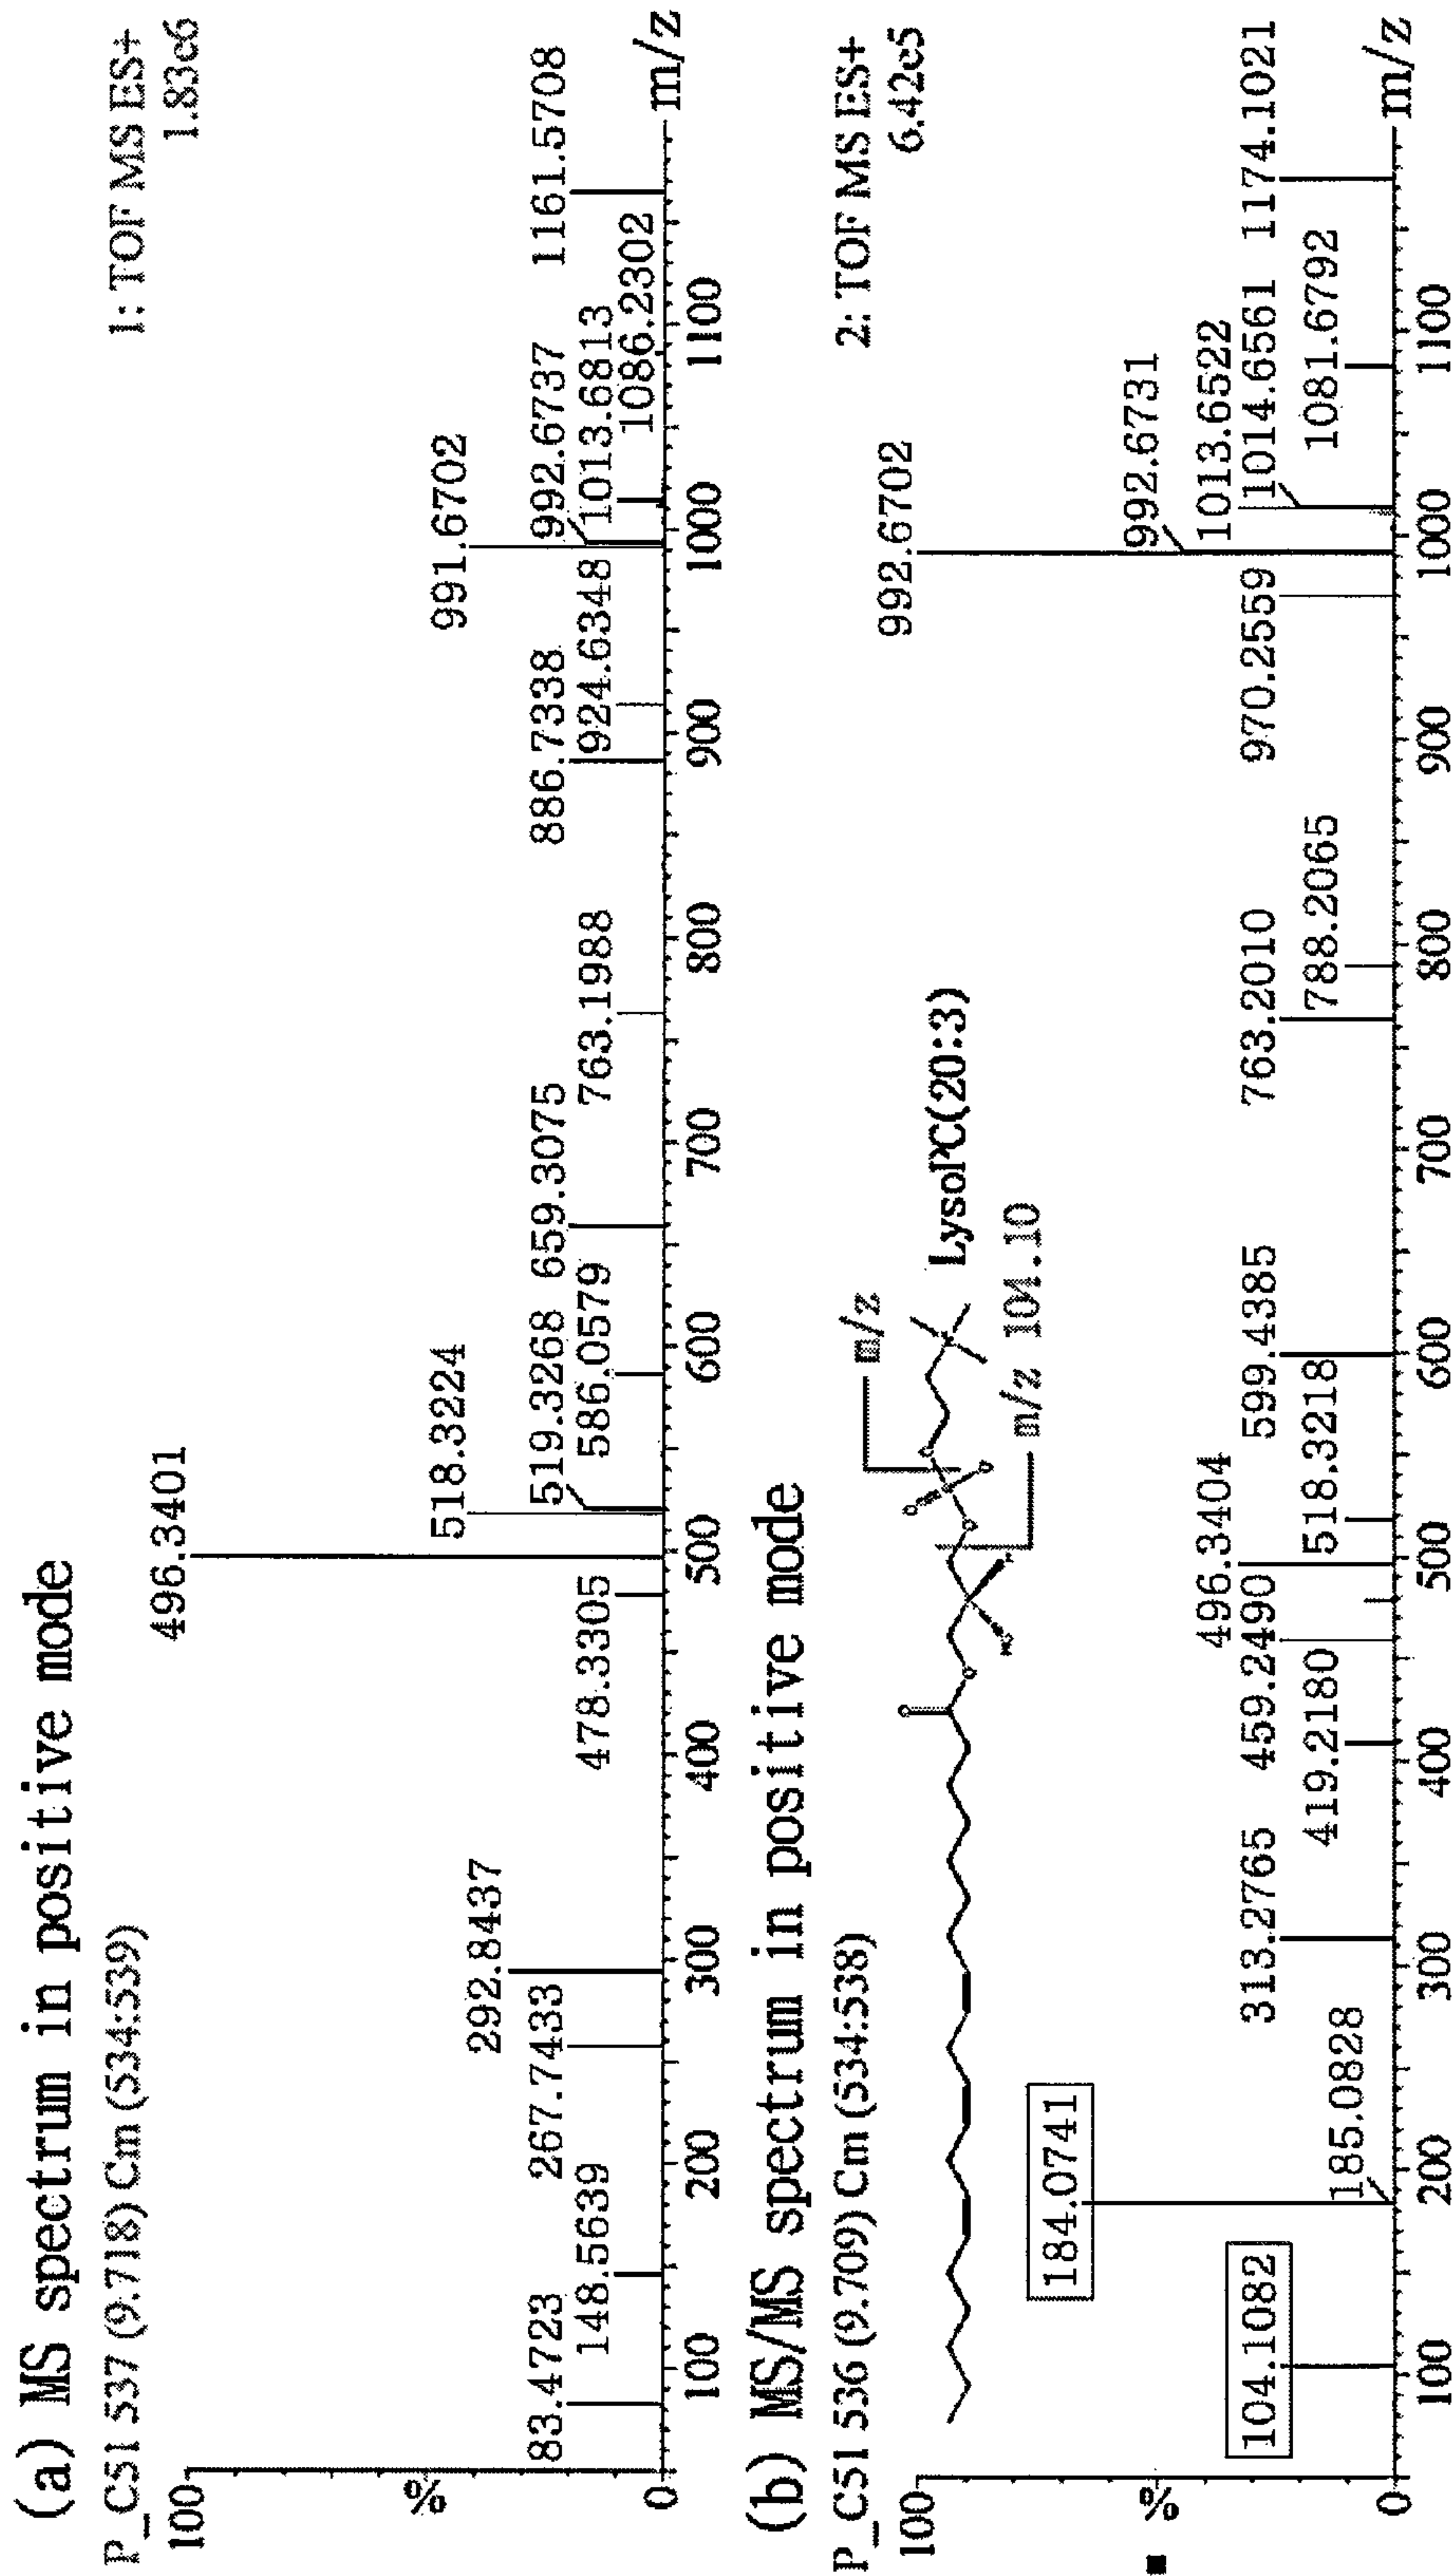 (a) MS spectrum in positive mode
P_C51 537 (9.718) Cm (534:539)
1: TOF MS ES+
1.83e6
100
%
0
83.4723
148.5639
267.7433
292.8437
478.3305
496.3401
518.3224
519.3268
586.0579
659.3075
763.1988
886.7338
924.6348
991.6702
992.6737
1013.6813
1086.2302
1161.5708
100 200 300 400 500 600 700 800 900 1000 1100
m/z
(b) MS/MS spectrum in positive mode
P_C51 536 (9.709) Cm (534:538)
2: TOF MS ES+
6.42e5
LysoPC(20:3)
m/z
m/z 104.10
100
%
0
104.1082
184.0741
185.0828
313.2765
419.2180
459.2490
496.3404
518.3218
599.4385
763.2010
788.2065
970.2559
992.6702
992.6731
1013.6522
1014.6561
1081.6792
1174.1021
100 200 300 400 500 600 700 800 900 1000 1100
m/z